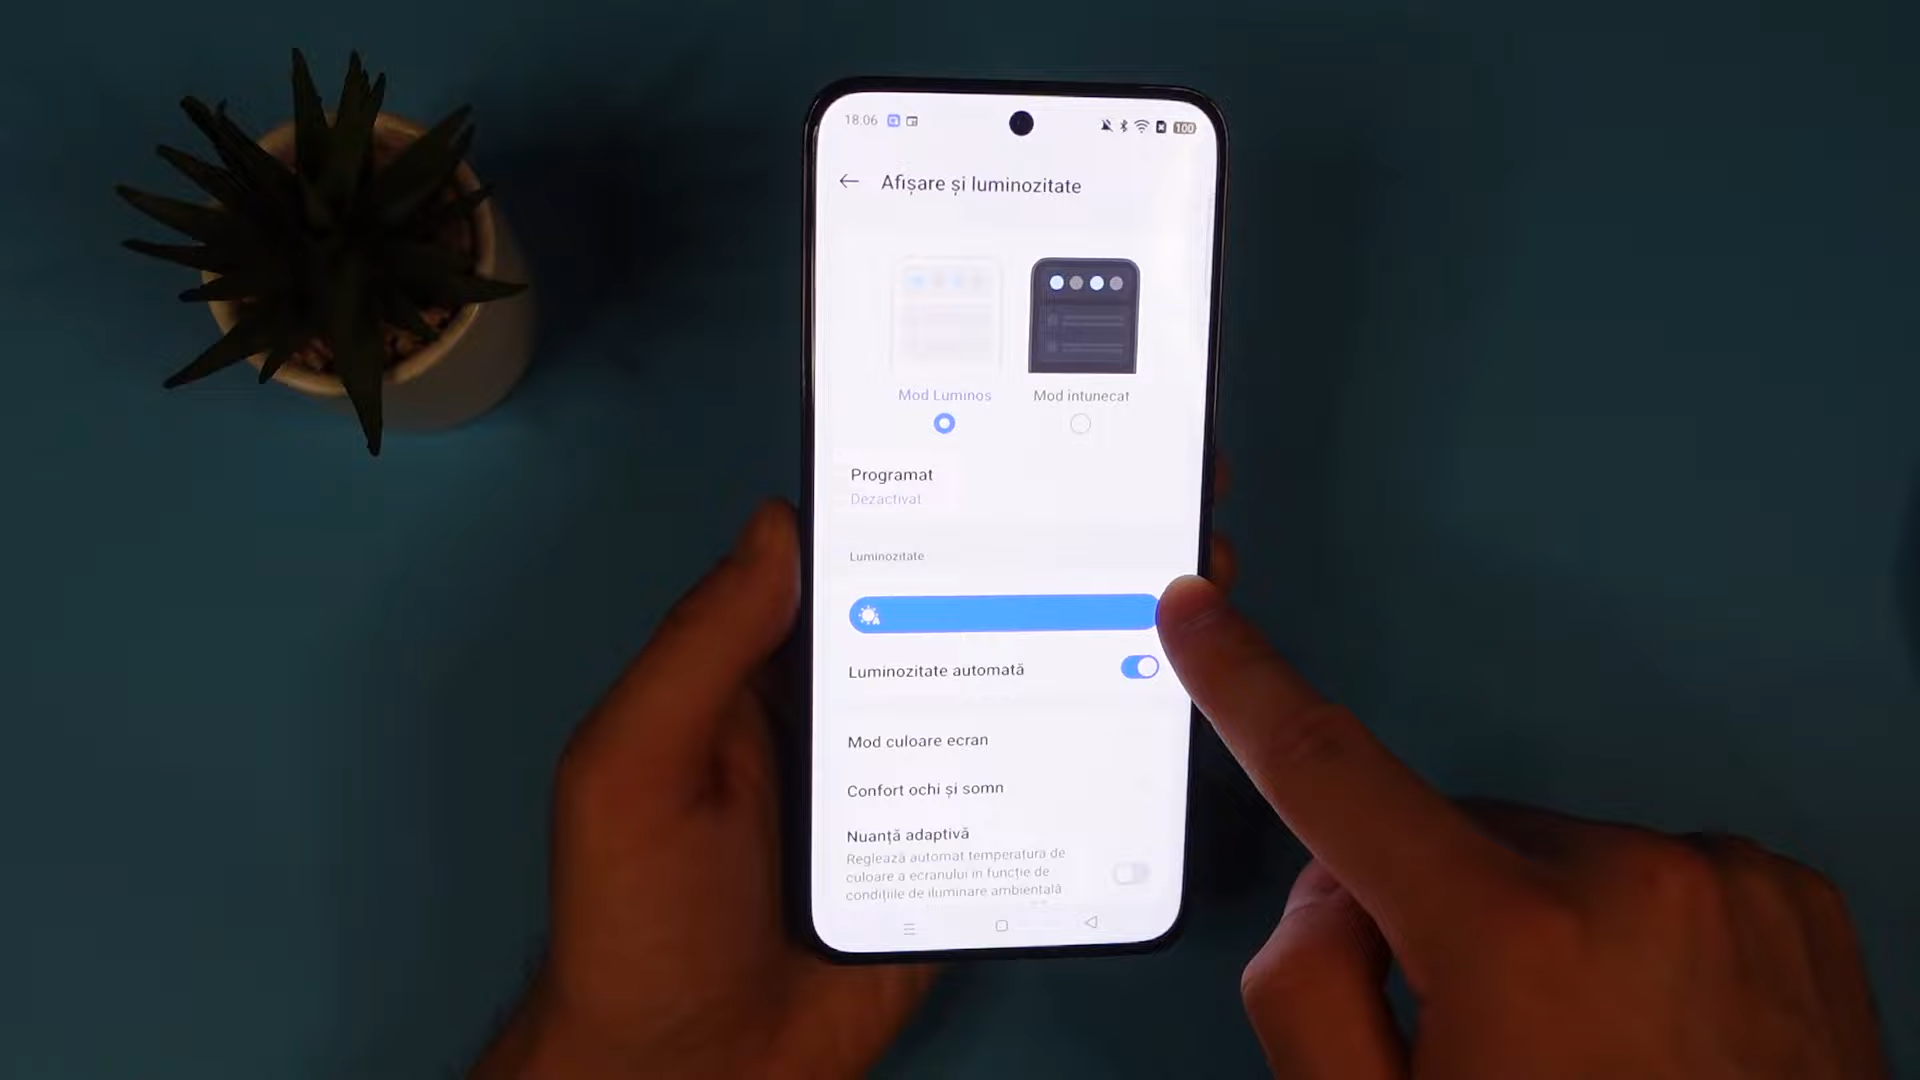 18.06
100
Afișare și luminozitate
Mod Luminos
Mod întunecat
Programat
Dezactivat
Luminozitate
Luminozitate automată
Mod culoare ecran
Confort ochi și somn
Nuanță adaptivă
Reglează automat temperatura de
culoare a ecranului în funcție de
condițiile de iluminare ambientală